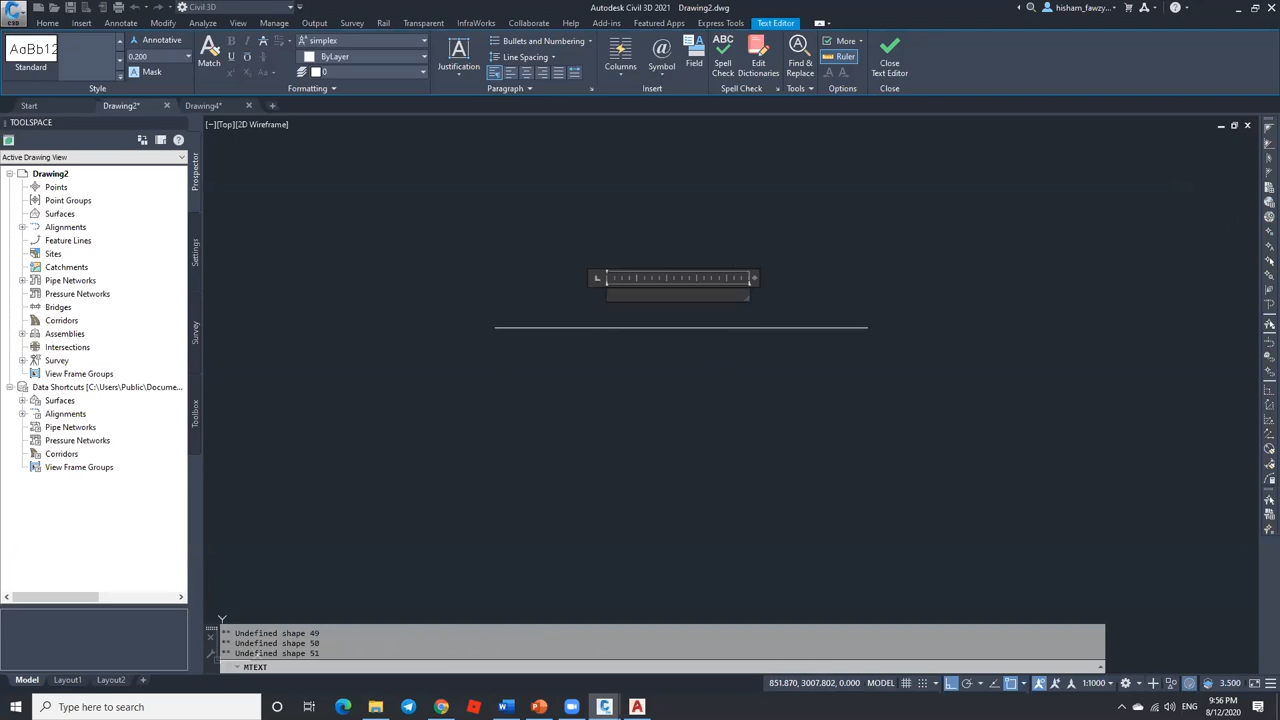 C3D
Civil 3D
Autodesk Civil 3D 2021 Drawing2.dwg
hisham_fawzy...
Home Insert Annotate Modify Analyze View Manage Output Survey Rail Transparent InfraWorks Collaborate Help Add-ins Featured Apps Express Tools Text Editor
AaBb12
Standard
Annotative
0.200
Mask
Style
Match
simplex
ByLayer
0
Formatting
Justification
Bullets and Numbering
Line Spacing
Paragraph
Columns
Symbol
Field
Insert
Spell Check
Edit Dictionaries
Spell Check
Find & Replace
Tools
More
Ruler
Options
Close Text Editor
Close
Start Drawing2* Drawing4*
TOOLSPACE
[−][Top][2D Wireframe]
Active Drawing View
Drawing2
Points
Point Groups
Surfaces
Alignments
Feature Lines
Sites
Catchments
Pipe Networks
Pressure Networks
Bridges
Corridors
Assemblies
Intersections
Survey
View Frame Groups
Data Shortcuts [C:\Users\Public\Docume...
Surfaces
Alignments
Pipe Networks
Pressure Networks
Corridors
View Frame Groups
Prospector
Settings
Survey
Toolbox
Y
** Undefined shape 49
** Undefined shape 50
** Undefined shape 51
MTEXT
Model Layout1 Layout2
851.870, 3007.802, 0.000 MODEL
1:1000
3.500
Type here to search
ENG
9:56 PM
8/12/2020